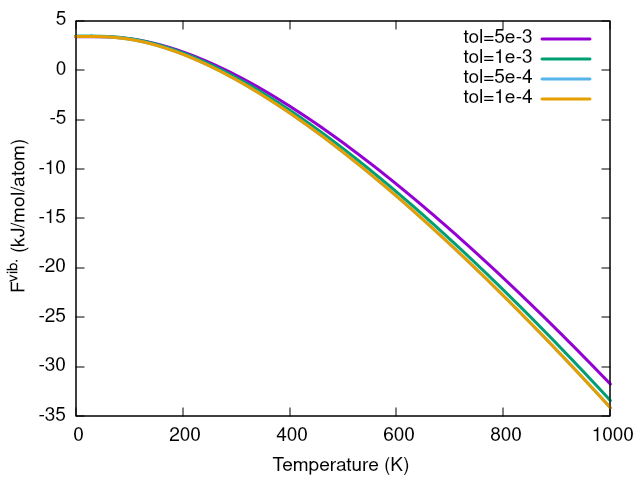 5
0
-5
-10
-15
-20
-25
-30
-35
0 200 400 600 800 1000
Temperature (K)
Fvib. (kJ/mol/atom)
tol=5e-3
tol=1e-3
tol=5e-4
tol=1e-4